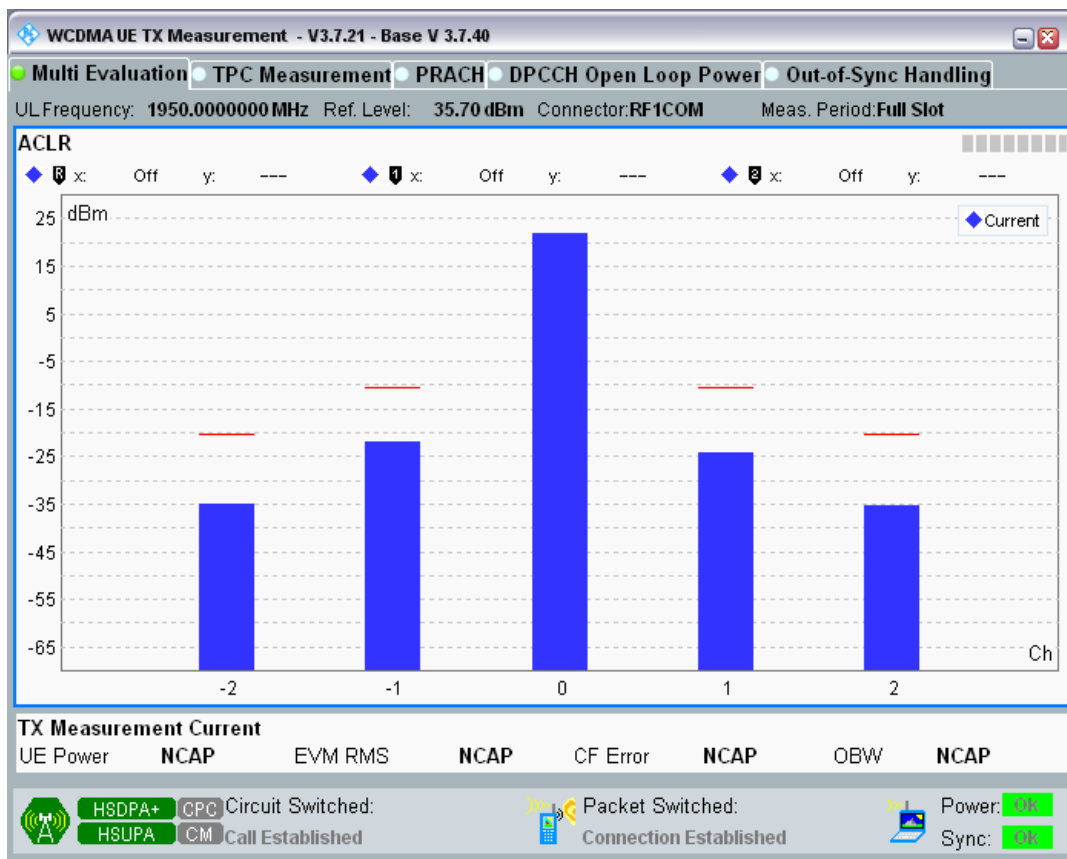 WCDMA UE TX Measurement - V3.7.21 - Base V 3.7.40
Multi Evaluation TPC Measurement PRACH DPCCH Open Loop Power Out-of-Sync Handling
UL Frequency: 1950.0000000 MHz Ref. Level: 35.70 dBm Connector:RF1COM Meas. Period:Full Slot
ACLR
R x: Off y: --- 1 x: Off y: --- 2 x: Off y: ---
dBm
Current
25
15
5
-5
-15
-25
-35
-45
-55
-65
Ch
-2 -1 0 1 2
TX Measurement Current
UE Power NCAP EVM RMS NCAP CF Error NCAP OBW NCAP
HSDPA+ CPC Circuit Switched: Packet Switched: Power: OK
HSUPA CM Call Established Connection Established Sync: OK